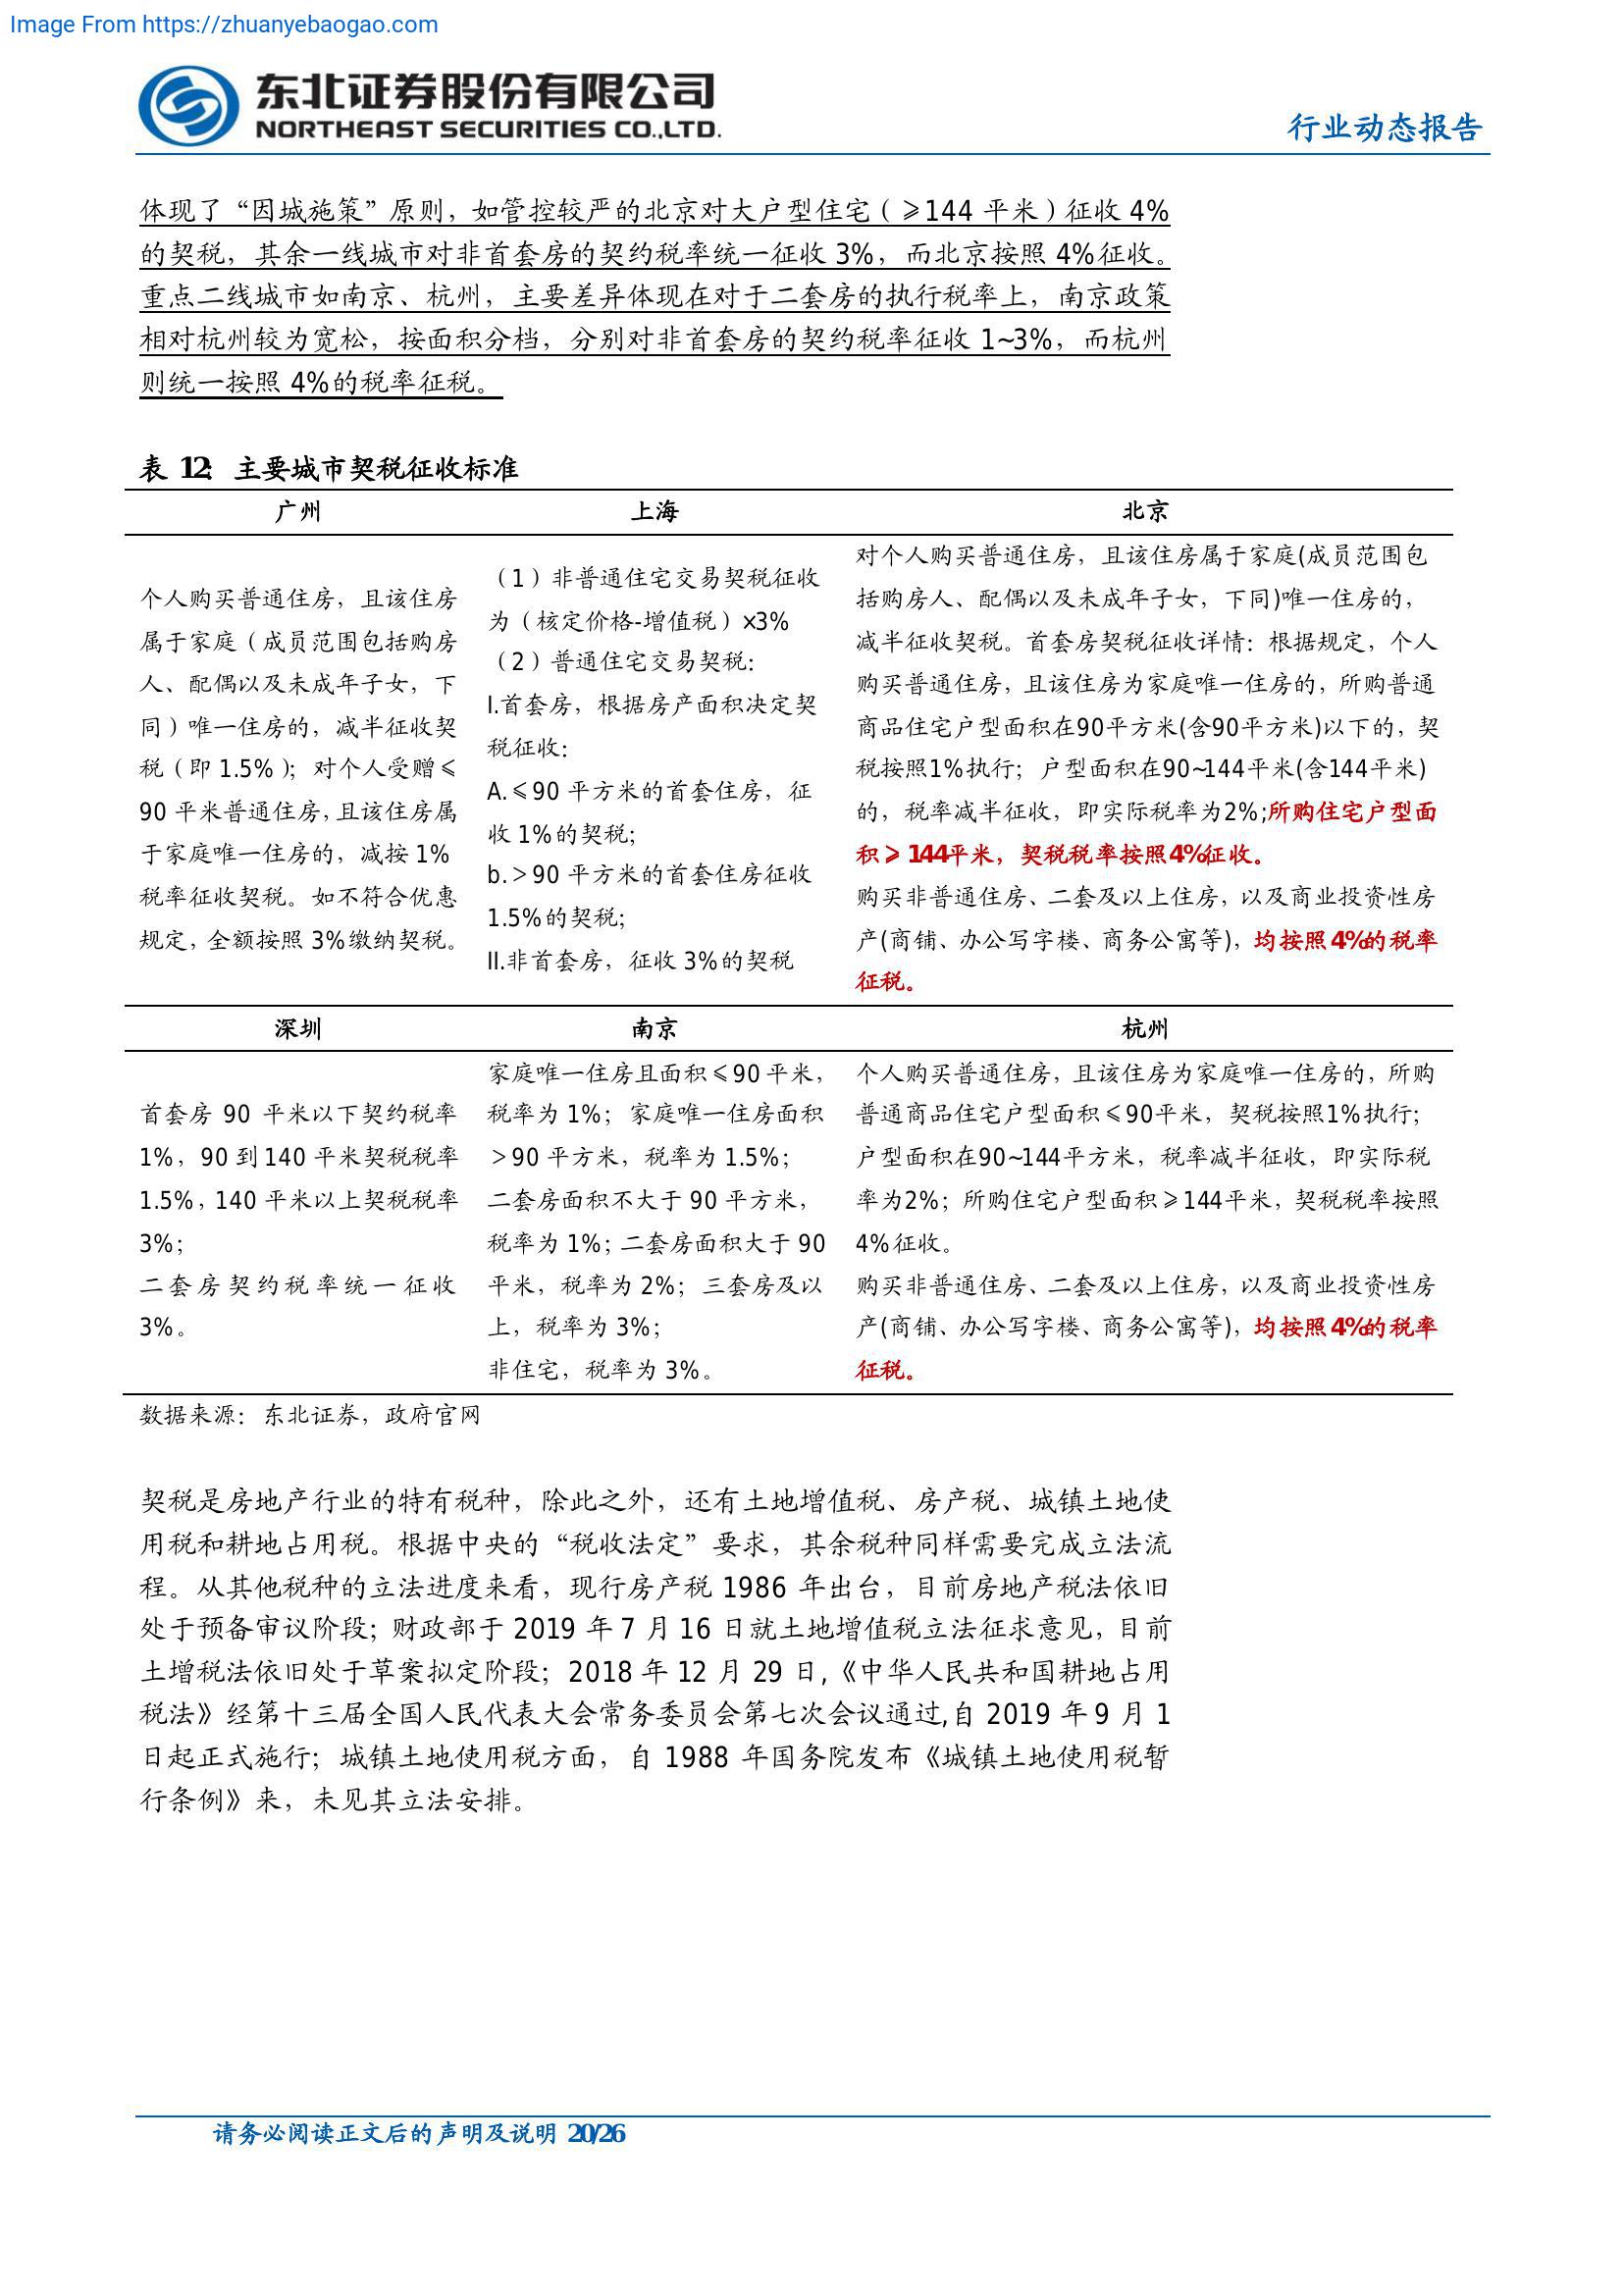 Image From https://zhuanyebaogao.com
东北证券股份有限公司
NORTHEAST SECURITIES CO.,LTD.
行业动态报告
体现了“因城施策”原则，如管控较严的北京对大户型住宅（≥144 平米）征收 4%
的契税，其余一线城市对非首套房的契约税率统一征收 3%，而北京按照 4%征收。
重点二线城市如南京、杭州，主要差异体现在对于二套房的执行税率上，南京政策
相对杭州较为宽松，按面积分档，分别对非首套房的契约税率征收 1~3%，而杭州
则统一按照 4%的税率征税。
表 12：主要城市契税征收标准
广州
个人购买普通住房，且该住房
属于家庭（成员范围包括购房
人、配偶以及未成年子女，下
同）唯一住房的，减半征收契
税（即 1.5%）；对个人受赠≤
90 平米普通住房，且该住房属
于家庭唯一住房的，减按 1%
税率征收契税。如不符合优惠
规定，全额按照 3%缴纳契税。
上海
（1）非普通住宅交易契税征收
为（核定价格-增值税）×3%
（2）普通住宅交易契税：
I.首套房，根据房产面积决定契
税征收：
A.≤90 平方米的首套住房，征
收 1%的契税；
b.>90 平方米的首套住房征收
1.5%的契税；
II.非首套房，征收 3%的契税
北京
对个人购买普通住房，且该住房属于家庭(成员范围包
括购房人、配偶以及未成年子女，下同)唯一住房的，
减半征收契税。首套房契税征收详情：根据规定，个人
购买普通住房，且该住房为家庭唯一住房的，所购普通
商品住宅户型面积在90平方米(含90平方米)以下的，契
税按照1%执行；户型面积在90~144平米(含144平米)
的，税率减半征收，即实际税率为2%;所购住宅户型面
积≥144平米，契税税率按照4%征收。
购买非普通住房、二套及以上住房，以及商业投资性房
产(商铺、办公写字楼、商务公寓等)，均按照4%的税率
征税。
深圳
首套房 90 平米以下契约税率
1%，90 到 140 平米契税税率
1.5%，140 平米以上契税税率
3%；
二套房契约税率统一征收
3%。
南京
家庭唯一住房且面积≤90 平米，
税率为 1%；家庭唯一住房面积
>90 平方米，税率为 1.5%；
二套房面积不大于 90 平方米，
税率为 1%；二套房面积大于 90
平米，税率为 2%；三套房及以
上，税率为 3%；
非住宅，税率为 3%。
杭州
个人购买普通住房，且该住房为家庭唯一住房的，所购
普通商品住宅户型面积≤90平米，契税按照1%执行；
户型面积在90~144平方米，税率减半征收，即实际税
率为2%；所购住宅户型面积≥144平米，契税税率按照
4%征收。
购买非普通住房、二套及以上住房，以及商业投资性房
产(商铺、办公写字楼、商务公寓等)，均按照4%的税率
征税。
数据来源：东北证券，政府官网
契税是房地产行业的特有税种，除此之外，还有土地增值税、房产税、城镇土地使
用税和耕地占用税。根据中央的“税收法定”要求，其余税种同样需要完成立法流
程。从其他税种的立法进度来看，现行房产税 1986 年出台，目前房地产税法依旧
处于预备审议阶段；财政部于 2019 年 7 月 16 日就土地增值税立法征求意见，目前
土增税法依旧处于草案拟定阶段；2018 年 12 月 29 日,《中华人民共和国耕地占用
税法》经第十三届全国人民代表大会常务委员会第七次会议通过,自 2019 年 9 月 1
日起正式施行；城镇土地使用税方面，自 1988 年国务院发布《城镇土地使用税暂
行条例》来，未见其立法安排。
请务必阅读正文后的声明及说明 20/26